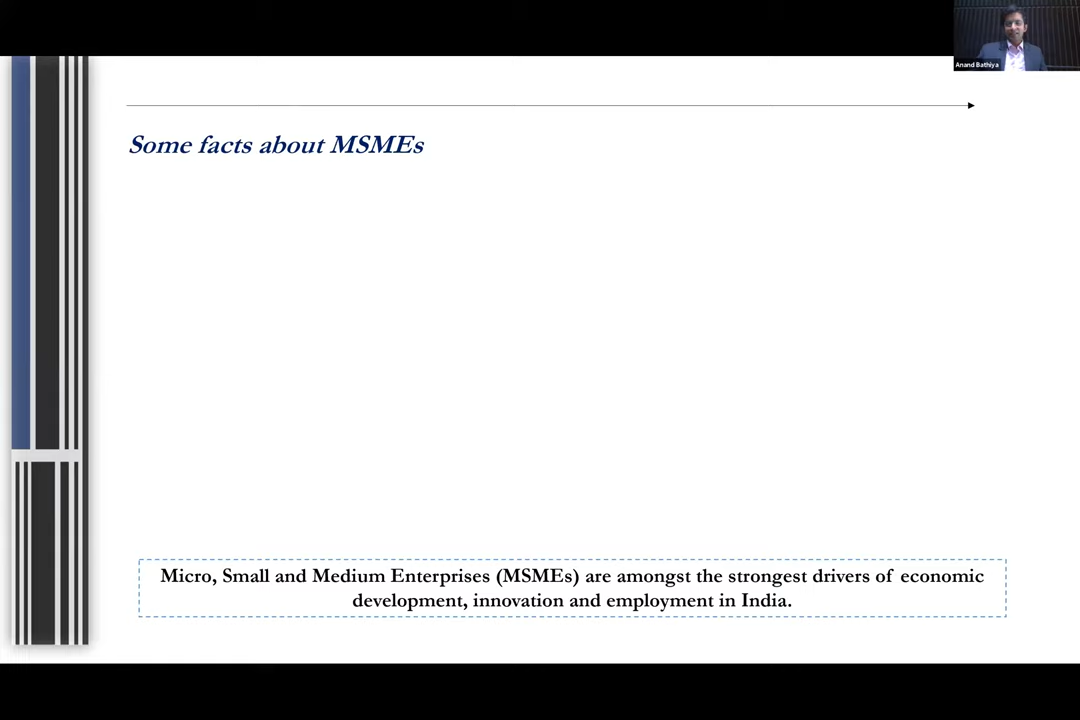 Anand Bathiya
Some facts about MSMEs
Micro, Small and Medium Enterprises (MSMEs) are amongst the strongest drivers of economic
development, innovation and employment in India.